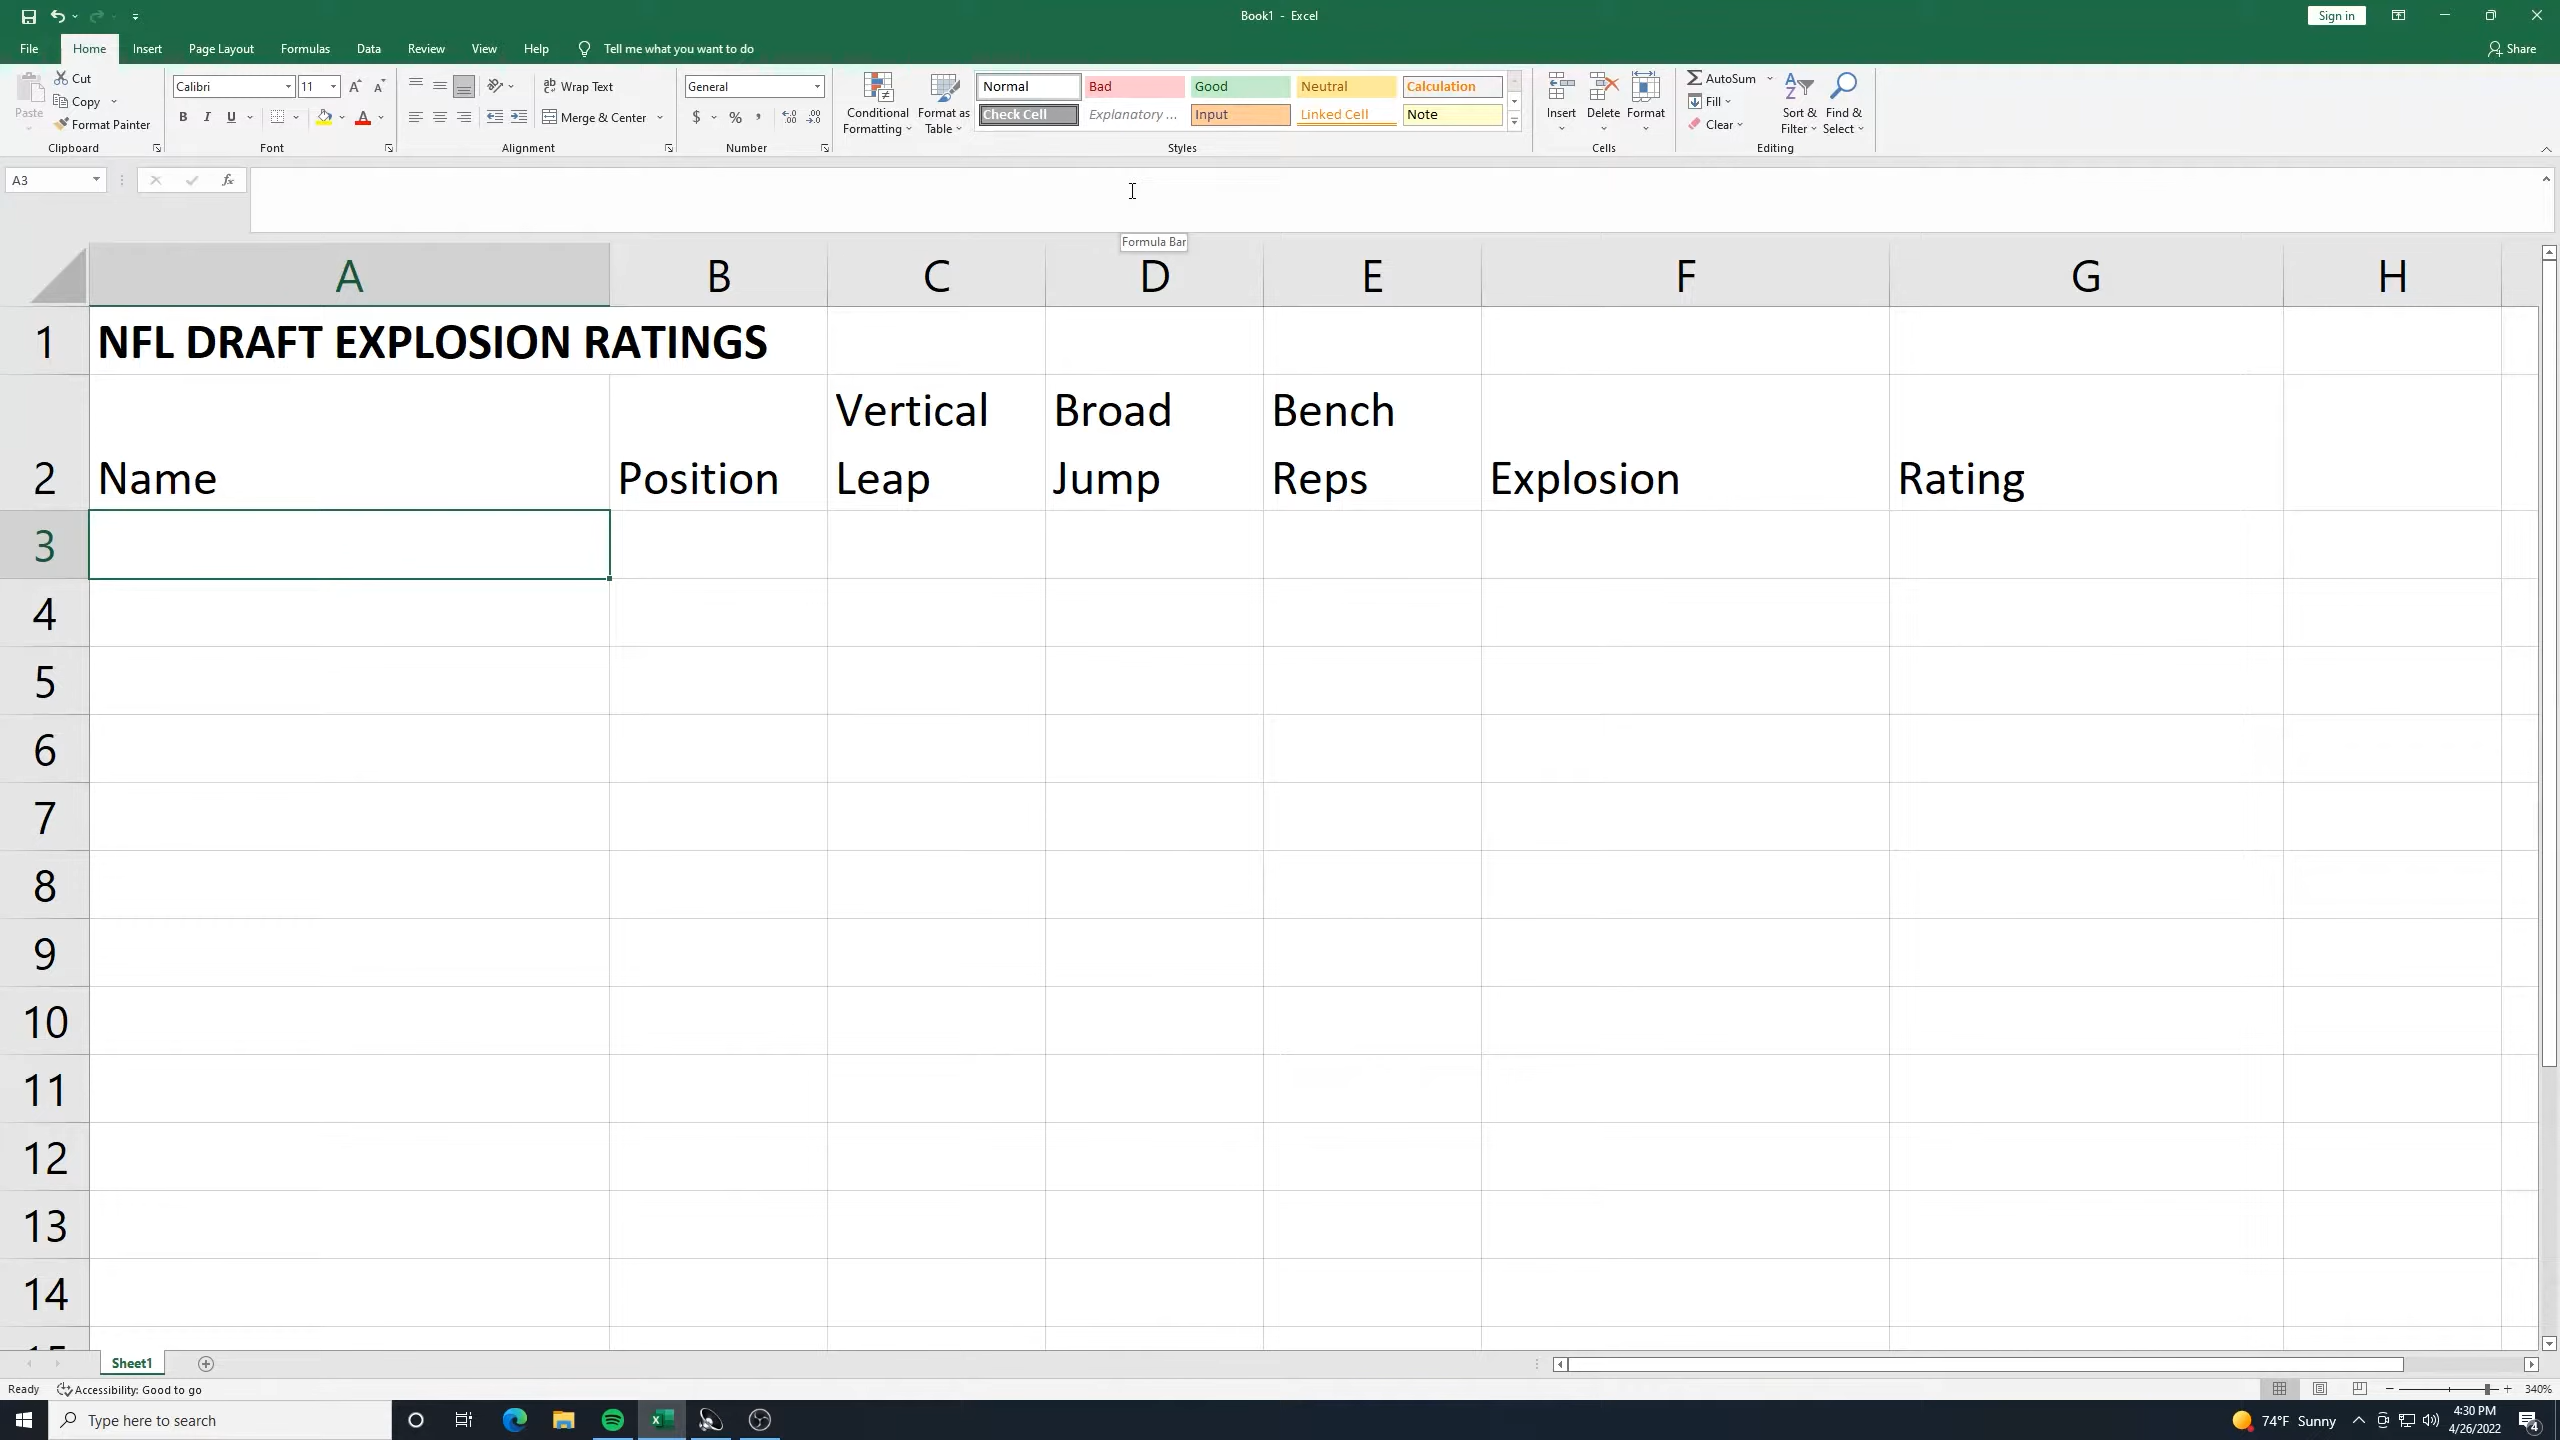 Book1 - Excel
Sign in
File Home Insert Page Layout Formulas Data Review View Help Tell me what you want to do Share
Paste
Cut
Copy
Format Painter
Clipboard
Calibri 11
B I U
Font
Wrap Text
Merge & Center
Alignment
General
$ % ,
Number
Conditional Formatting
Format as Table
Normal Bad Good Neutral Calculation
Check Cell Explanatory ... Input Linked Cell Note
Styles
Insert Delete Format
Cells
AutoSum
Fill
Clear
Sort & Filter
Find & Select
Editing
A3
fx
Formula Bar
A B C D E F G H
1 NFL DRAFT EXPLOSION RATINGS
2 Name Position Vertical Leap Broad Jump Bench Reps Explosion Rating
3
4
5
6
7
8
9
10
11
12
13
14
15
Sheet1
Ready Accessibility: Good to go
340%
Type here to search
74°F Sunny
4:30 PM
4/26/2022
4